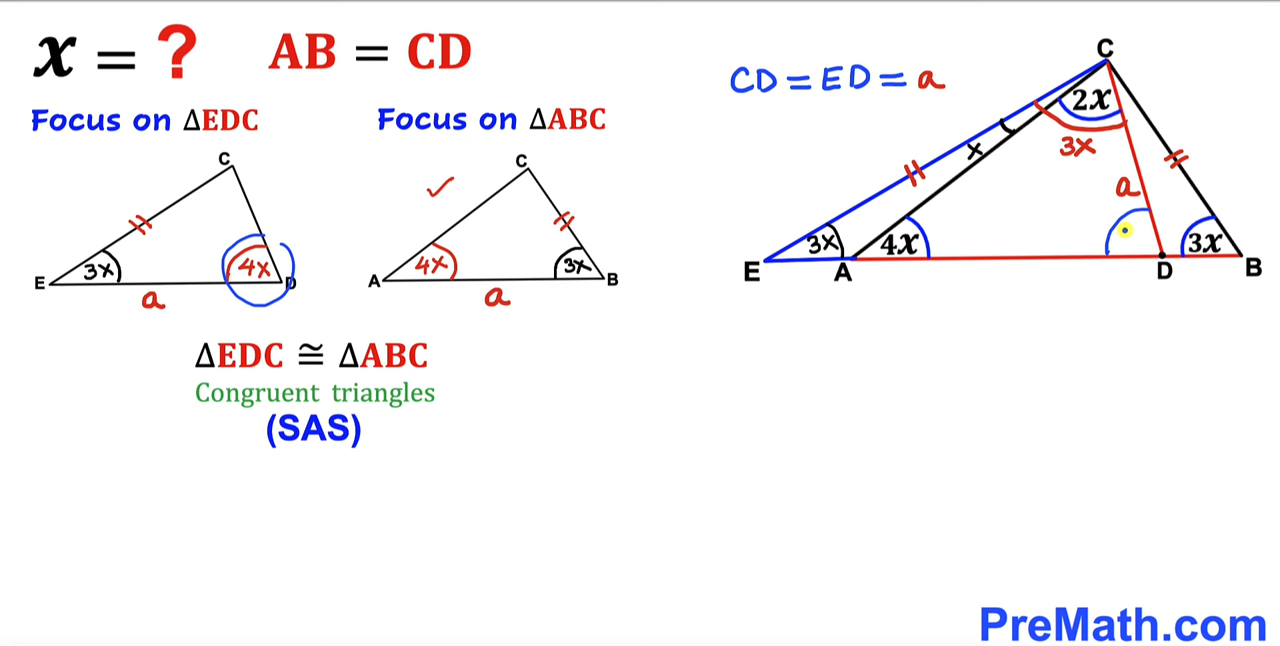 x = ? AB = CD
Focus on ΔEDC
Focus on ΔABC
C
3x
4x
E
D
a
C
4x
3x
A
B
a
ΔEDC ≅ ΔABC
Congruent triangles
(SAS)
CD = ED = a
C
2x
x
3x
a
3x
4x
3x
E
A
D
B
PreMath.com